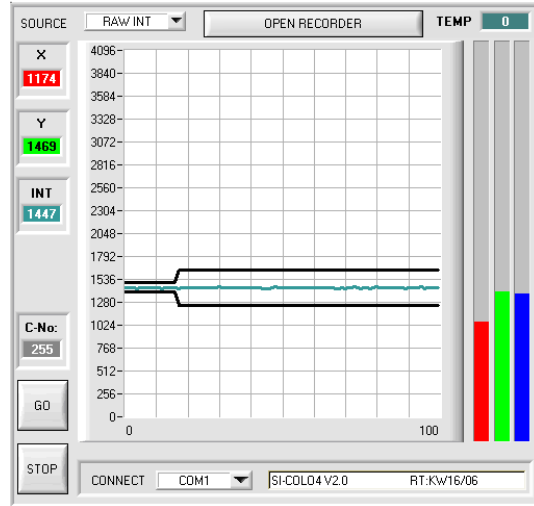 SOURCE RAW INT OPEN RECORDER TEMP 0
X
1174
Y
1469
INT
1447
C-No:
255
GO
STOP
4096-
3840-
3584-
3328-
3072-
2816-
2560-
2304-
2048-
1792-
1536-
1280-
1024-
768-
512-
256-
0-
0 100
CONNECT COM1 SI-COLO4 V2.0 RT:KW16/06